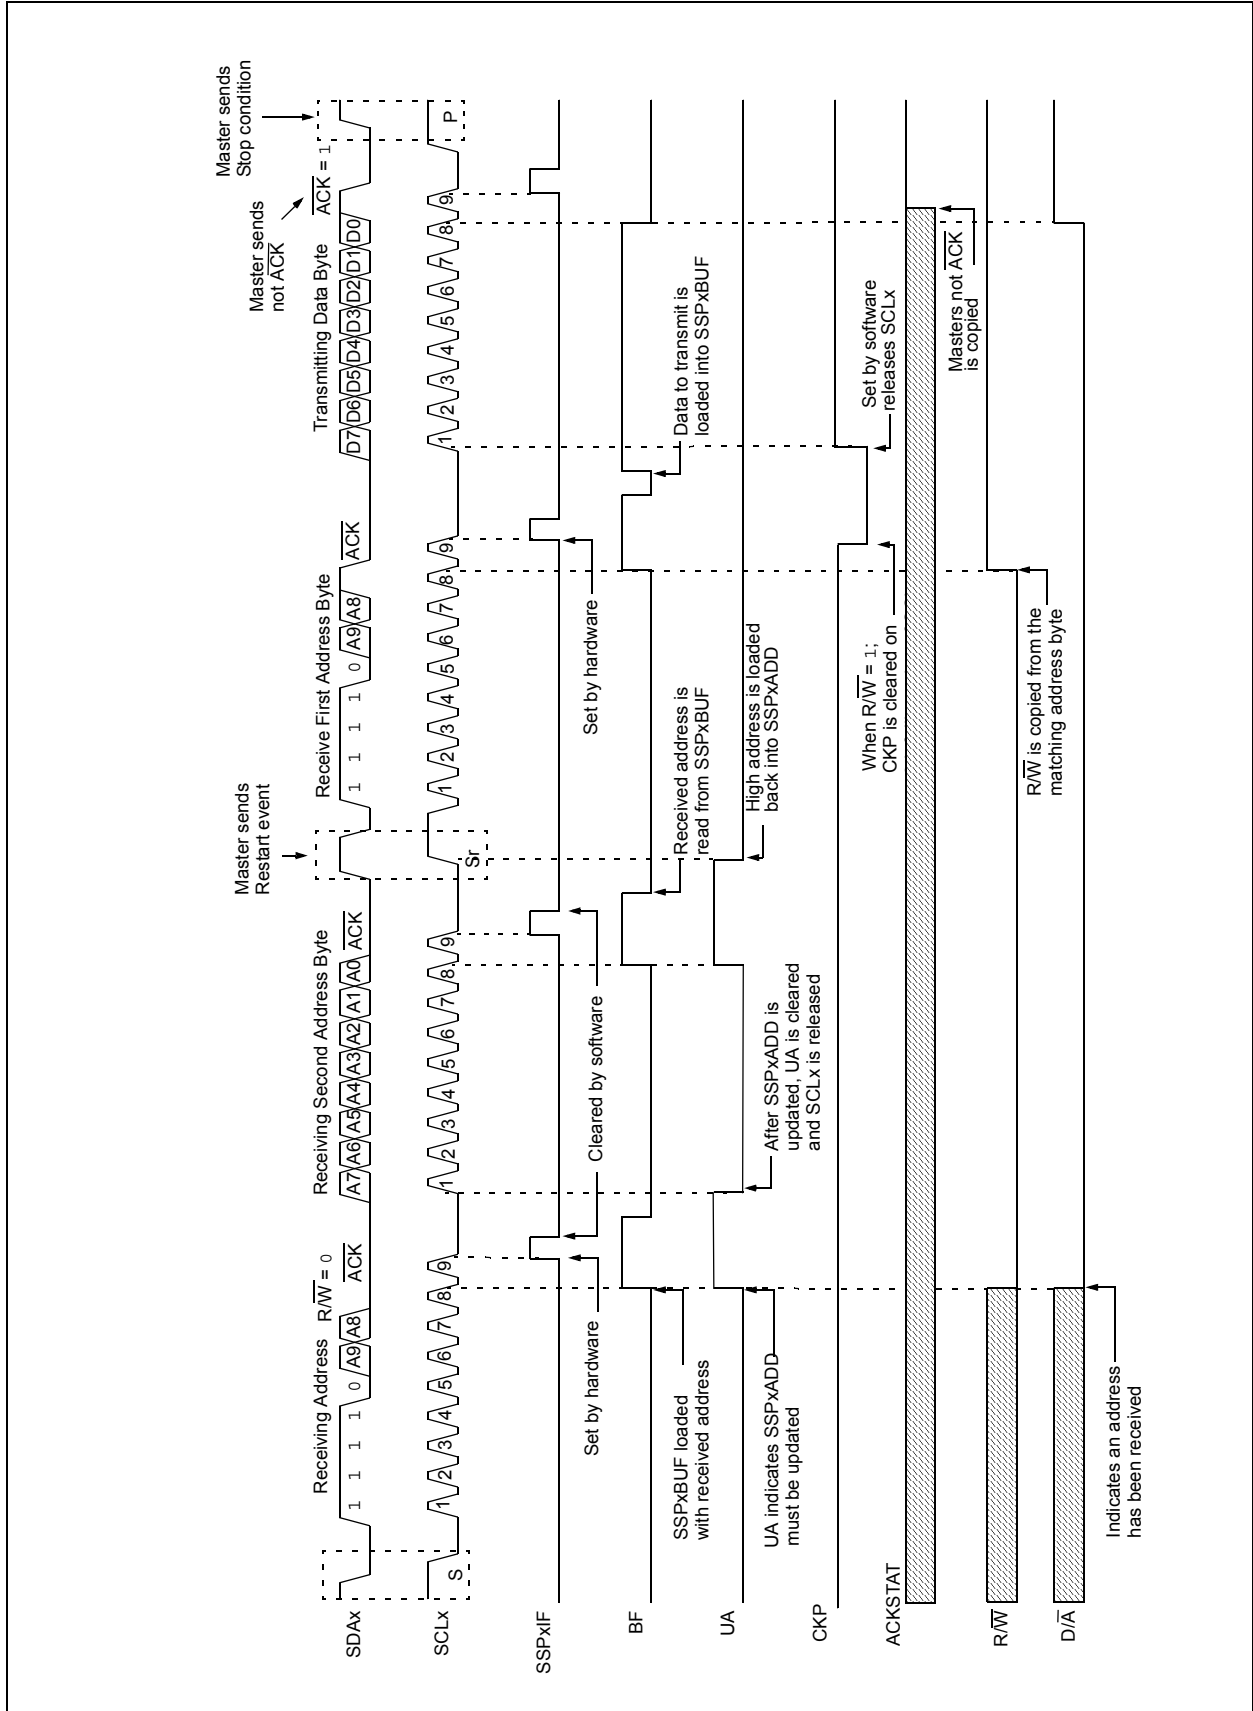 Master sends
Stop condition
Master sends
not ACK
Master sends
Restart event
Receiving Address R/W = 0
ACK
Receiving Second Address Byte
ACK
Receive First Address Byte
ACK
Transmitting Data Byte
ACK = 1
SDAx
1 1 1 1 0 A9 A8
A7 A6 A5 A4 A3 A2 A1 A0
1 1 1 1 0 A9 A8
D7 D6 D5 D4 D3 D2 D1 D0
SCLx
S
1 2 3 4 5 6 7 8 9
1 2 3 4 5 6 7 8 9
Sr
1 2 3 4 5 6 7 8 9
1 2 3 4 5 6 7 8 9
P
SSPxIF
Set by hardware
Cleared by software
Set by hardware
BF
SSPxBUF loaded
with received address
Received address is
read from SSPxBUF
Data to transmit is
loaded into SSPxBUF
UA
UA indicates SSPxADD
must be updated
After SSPxADD is
updated, UA is cleared
and SCLx is released
High address is loaded
back into SSPxADD
CKP
When R/W = 1;
CKP is cleared on
Set by software
releases SCLx
ACKSTAT
Masters not ACK
is copied
R/W
R/W is copied from the
matching address byte
D/A
Indicates an address
has been received